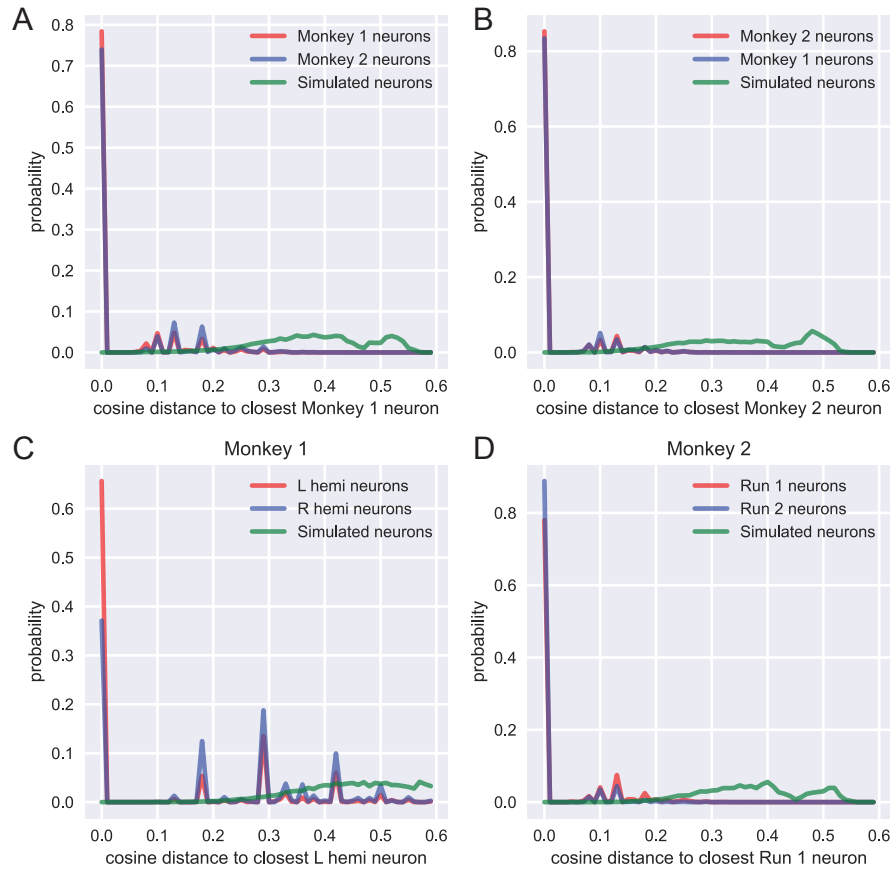 A
0.8
0.7
0.6
0.5
0.4
0.3
0.2
0.1
0.0
probability
Monkey 1 neurons
Monkey 2 neurons
Simulated neurons
0.0 0.1 0.2 0.3 0.4 0.5 0.6
cosine distance to closest Monkey 1 neuron
B
0.8
0.6
0.4
0.2
0.0
probability
Monkey 2 neurons
Monkey 1 neurons
Simulated neurons
0.0 0.1 0.2 0.3 0.4 0.5 0.6
cosine distance to closest Monkey 2 neuron
C
Monkey 1
0.6
0.5
0.4
0.3
0.2
0.1
0.0
probability
L hemi neurons
R hemi neurons
Simulated neurons
0.0 0.1 0.2 0.3 0.4 0.5 0.6
cosine distance to closest L hemi neuron
D
Monkey 2
0.8
0.6
0.4
0.2
0.0
probability
Run 1 neurons
Run 2 neurons
Simulated neurons
0.0 0.1 0.2 0.3 0.4 0.5 0.6
cosine distance to closest Run 1 neuron